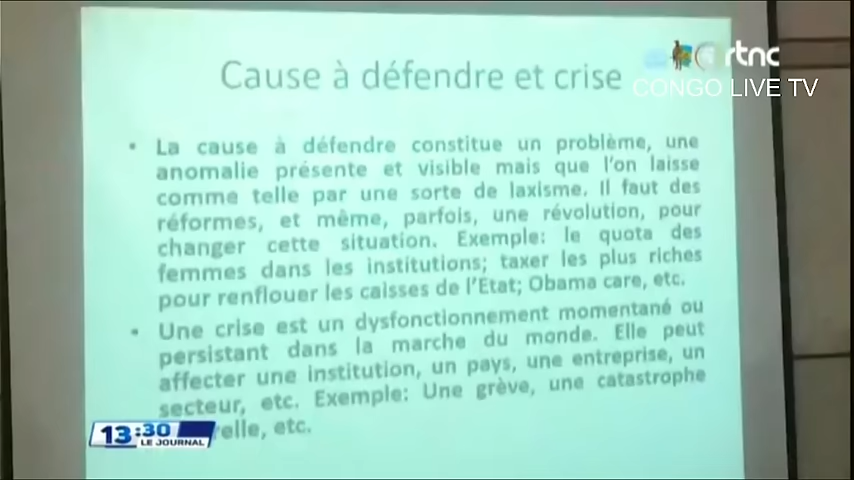 Cause à défendre et crise
rtnc
CONGO LIVE TV
• La cause à défendre constitue un problème, une
anomalie présente et visible mais que l'on laisse
comme telle par une sorte de laxisme. Il faut des
réformes, et même, parfois, une révolution, pour
changer cette situation. Exemple: le quota des
femmes dans les institutions; taxer les plus riches
pour renflouer les caisses de l'Etat; Obama care, etc.
• Une crise est un dysfonctionnement momentané ou
persistant dans la marche du monde. Elle peut
affecter une institution, un pays, une entreprise, un
secteur, etc. Exemple: Une grève, une catastrophe
relle, etc.
13:30
LE JOURNAL